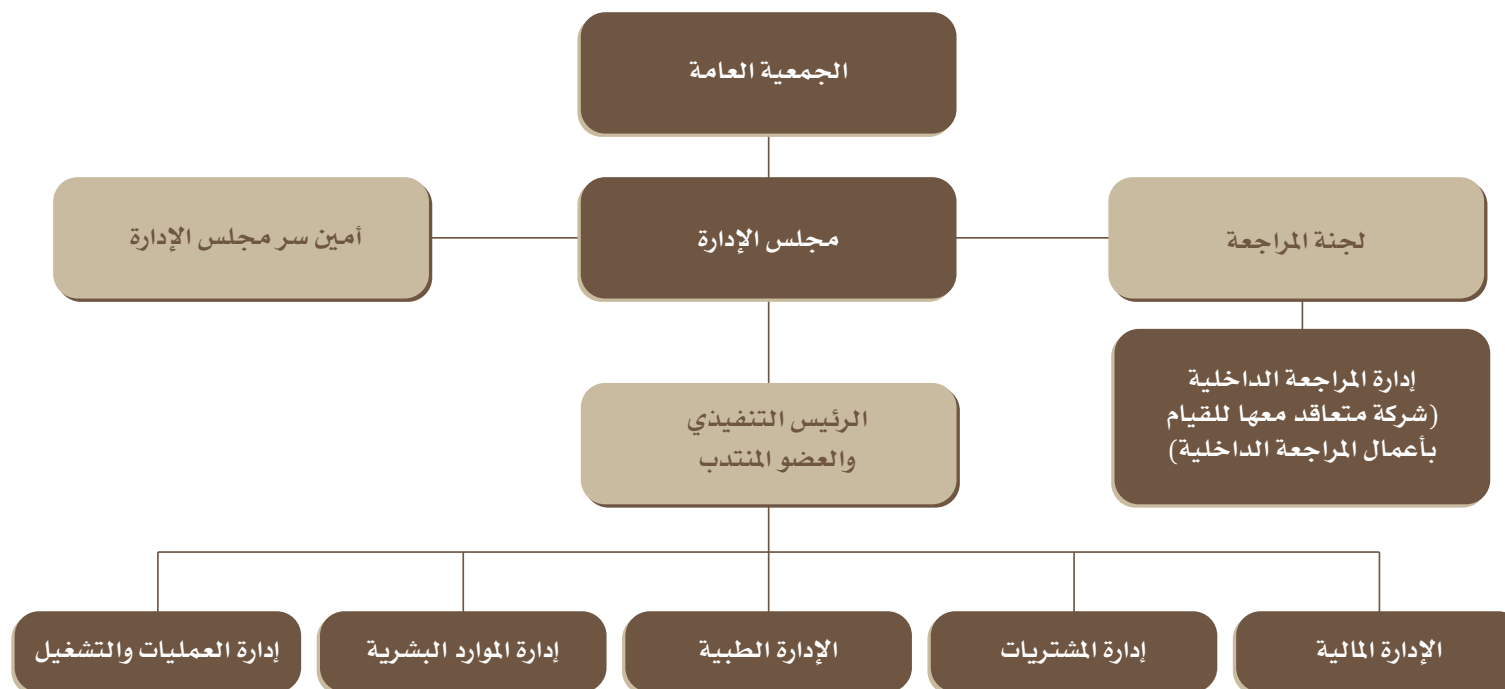 الجمعية العامة
لجنة المراجعة
مجلس الإدارة
أمين سر مجلس الإدارة
إدارة المراجعة الداخلية
(شركة متعاقد معها للقيام
بأعمال المراجعة الداخلية)
الرئيس التنفيذي
والعضو المنتدب
الإدارة المالية
إدارة المشتريات
الإدارة الطبية
إدارة الموارد البشرية
إدارة العمليات والتشغيل